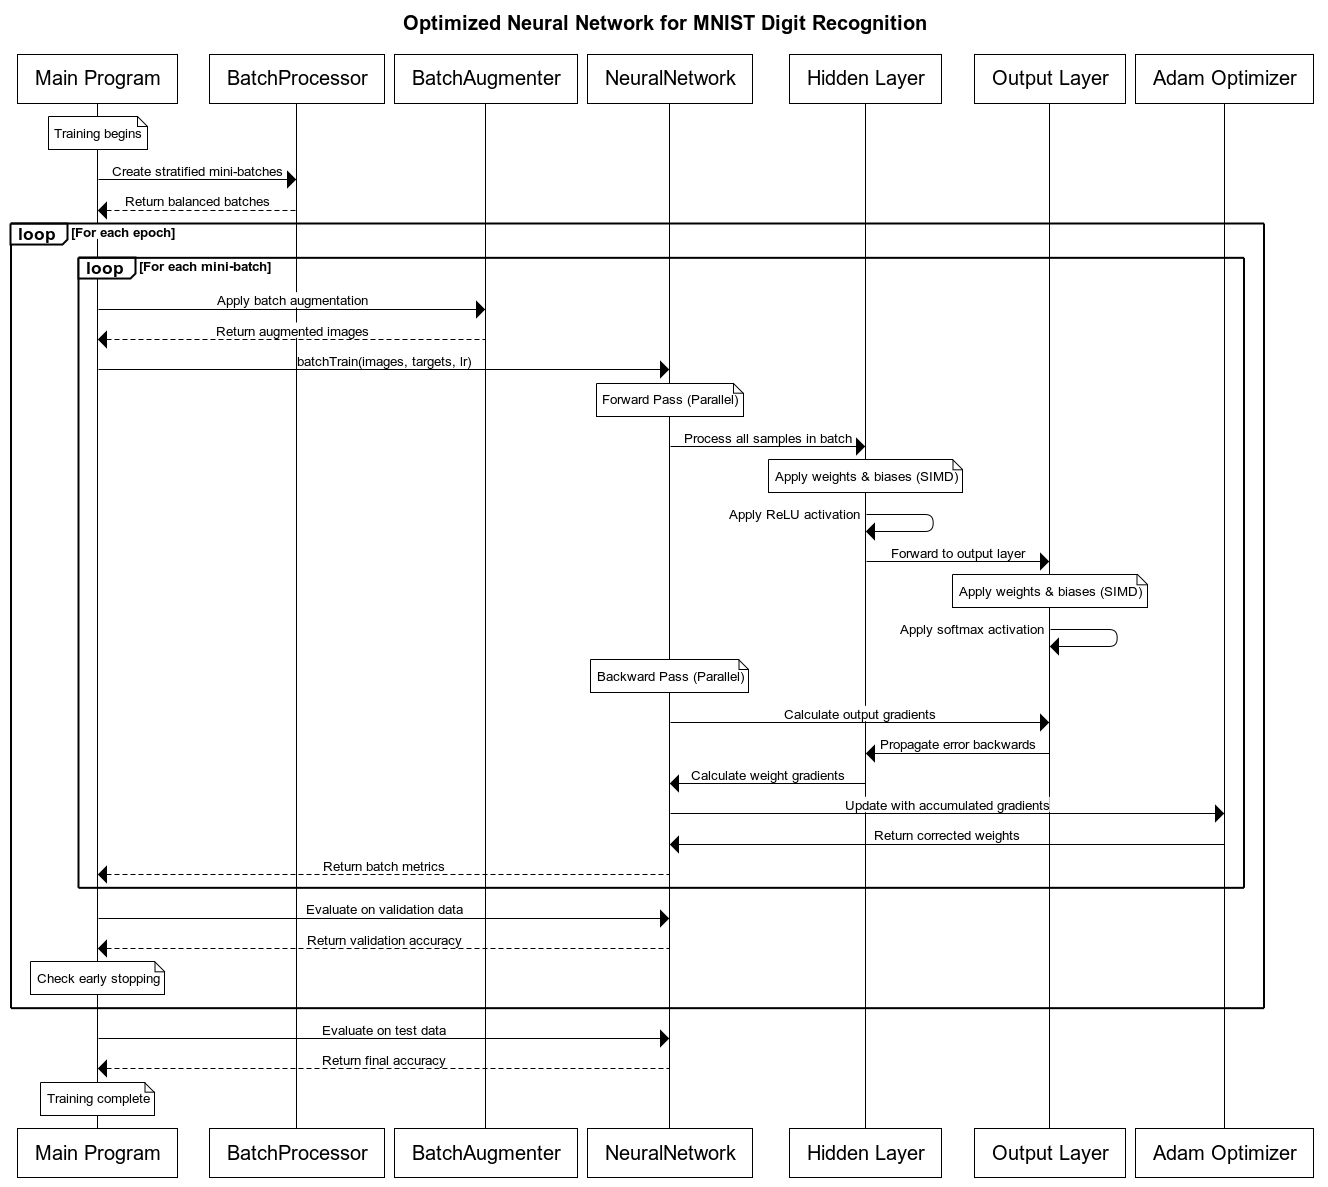 Optimized Neural Network for MNIST Digit Recognition
Main Program
BatchProcessor
BatchAugmenter
NeuralNetwork
Hidden Layer
Output Layer
Adam Optimizer
Training begins
Create stratified mini-batches
Return balanced batches
loop [For each epoch]
loop [For each mini-batch]
Apply batch augmentation
Return augmented images
batchTrain(images, targets, lr)
Forward Pass (Parallel)
Process all samples in batch
Apply weights & biases (SIMD)
Apply ReLU activation
Forward to output layer
Apply weights & biases (SIMD)
Apply softmax activation
Backward Pass (Parallel)
Calculate output gradients
Propagate error backwards
Calculate weight gradients
Update with accumulated gradients
Return corrected weights
Return batch metrics
Evaluate on validation data
Return validation accuracy
Check early stopping
Evaluate on test data
Return final accuracy
Training complete
Main Program
BatchProcessor
BatchAugmenter
NeuralNetwork
Hidden Layer
Output Layer
Adam Optimizer